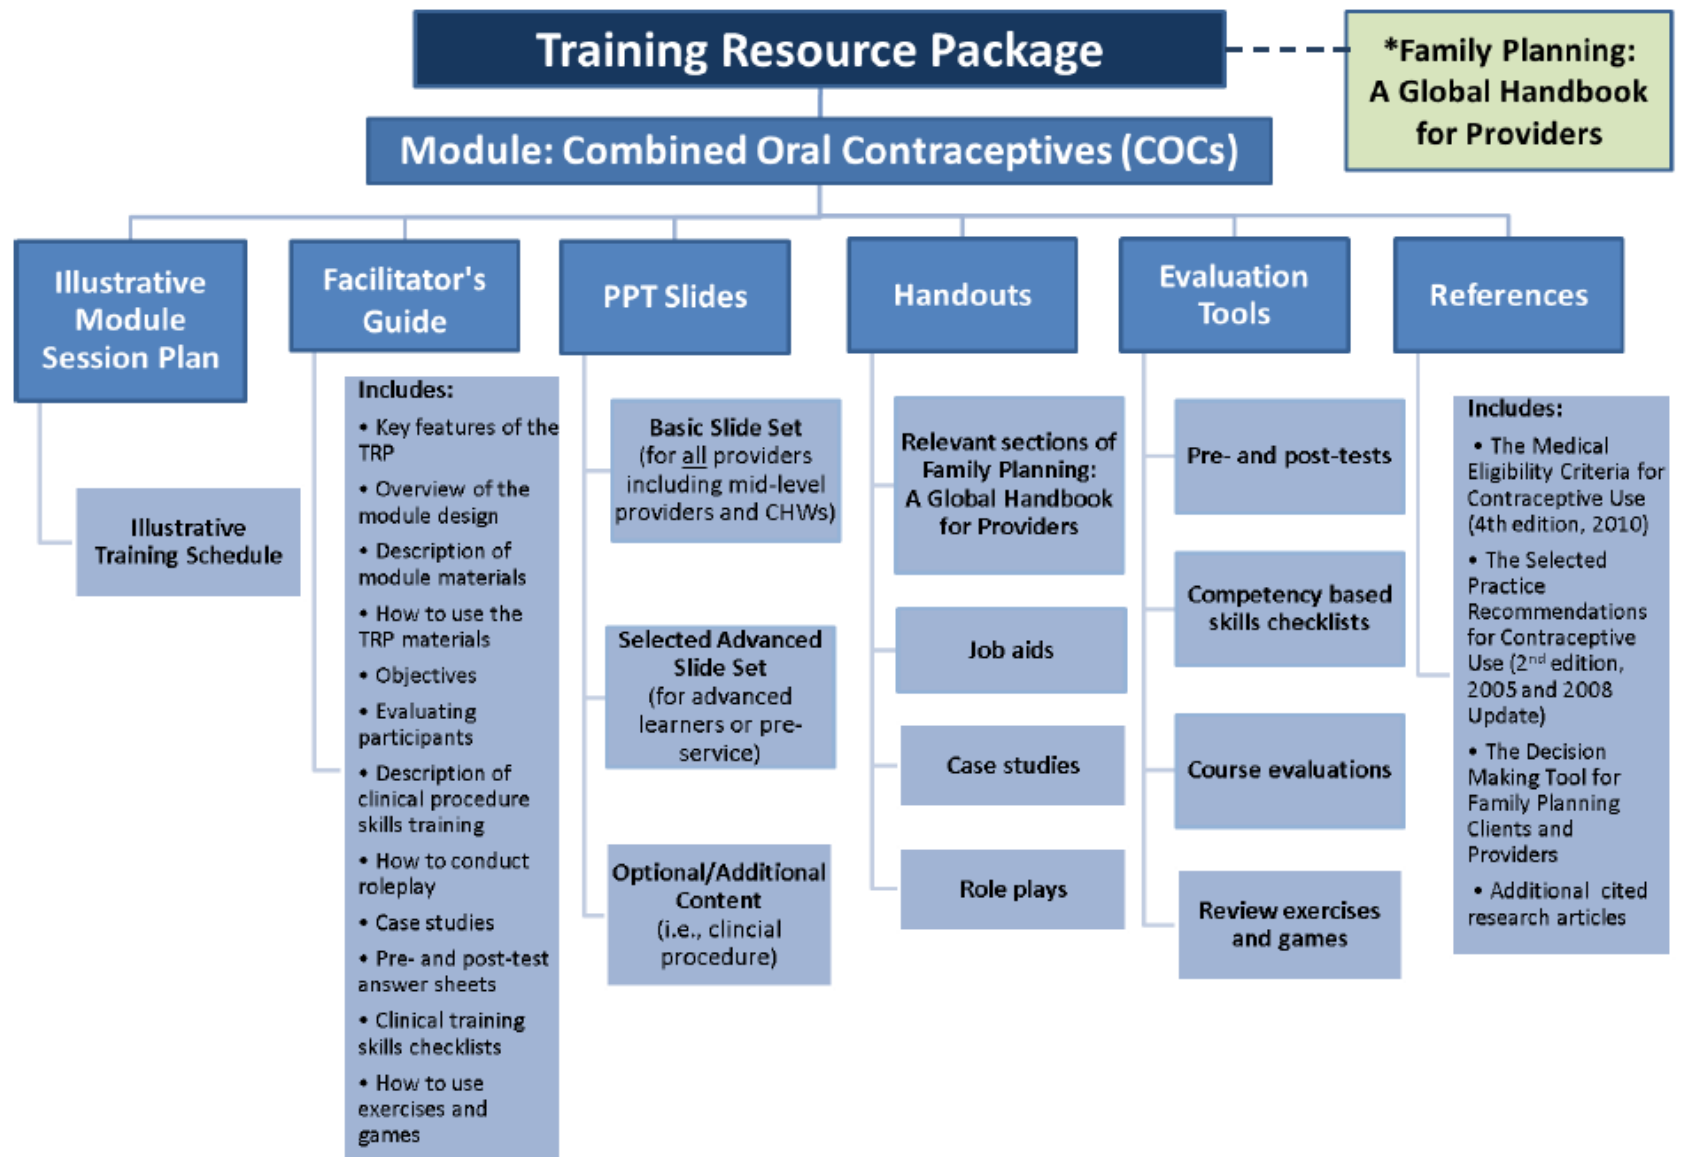 Training Resource Package
*Family Planning:
A Global Handbook
for Providers
Module: Combined Oral Contraceptives (COCs)
Illustrative
Module
Session Plan
Illustrative
Training Schedule
Facilitator's
Guide
Includes:
• Key features of the
TRP
• Overview of the
module design
• Description of
module materials
• How to use the
TRP materials
• Objectives
• Evaluating
participants
• Description of
clinical procedure
skills training
• How to conduct
roleplay
• Case studies
• Pre- and post-test
answer sheets
• Clinical training
skills checklists
• How to use
exercises and
games
PPT Slides
Basic Slide Set
(for all providers
including mid-level
providers and CHWs)
Selected Advanced
Slide Set
(for advanced
learners or pre-
service)
Optional/Additional
Content
(i.e., clincial
procedure)
Handouts
Relevant sections of
Family Planning:
A Global Handbook
for Providers
Job aids
Case studies
Role plays
Evaluation
Tools
Pre- and post-tests
Competency based
skills checklists
Course evaluations
Review exercises
and games
References
Includes:
• The Medical
Eligibility Criteria for
Contraceptive Use
(4th edition, 2010)
• The Selected
Practice
Recommendations
for Contraceptive
Use (2nd edition,
2005 and 2008
Update)
• The Decision
Making Tool for
Family Planning
Clients and
Providers
• Additional cited
research articles